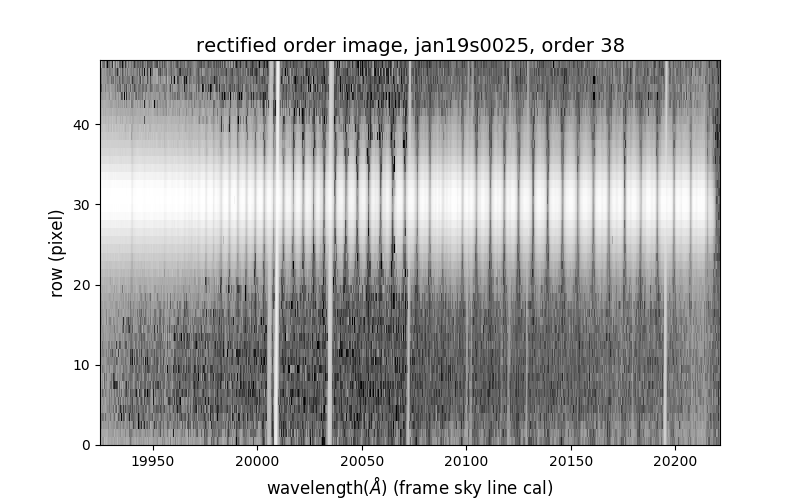 rectified order image, jan19s0025, order 38
40
30
20
10
0
row (pixel)
19950 20000 20050 20100 20150 20200
wavelength(Å) (frame sky line cal)